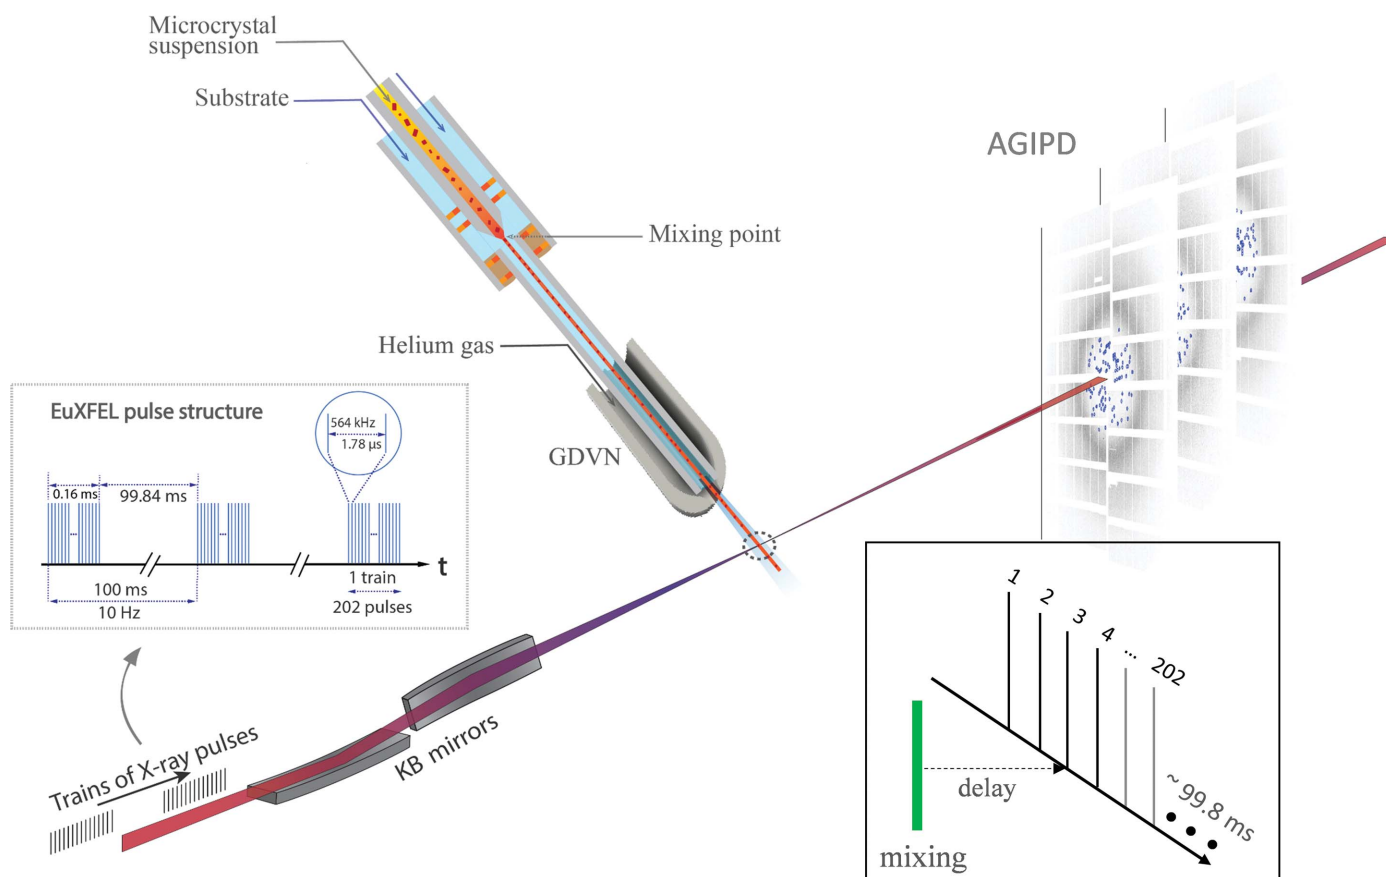 Microcrystal
suspension
Substrate
AGIPD
Mixing point
Helium gas
GDVN
EuXFEL pulse structure
564 kHz
1.78 µs
0.16 ms
99.84 ms
...
...
...
t
100 ms
10 Hz
1 train
202 pulses
Trains of X-ray pulses
KB mirrors
1
2
3
4
...
202
delay
~ 99.8 ms
mixing